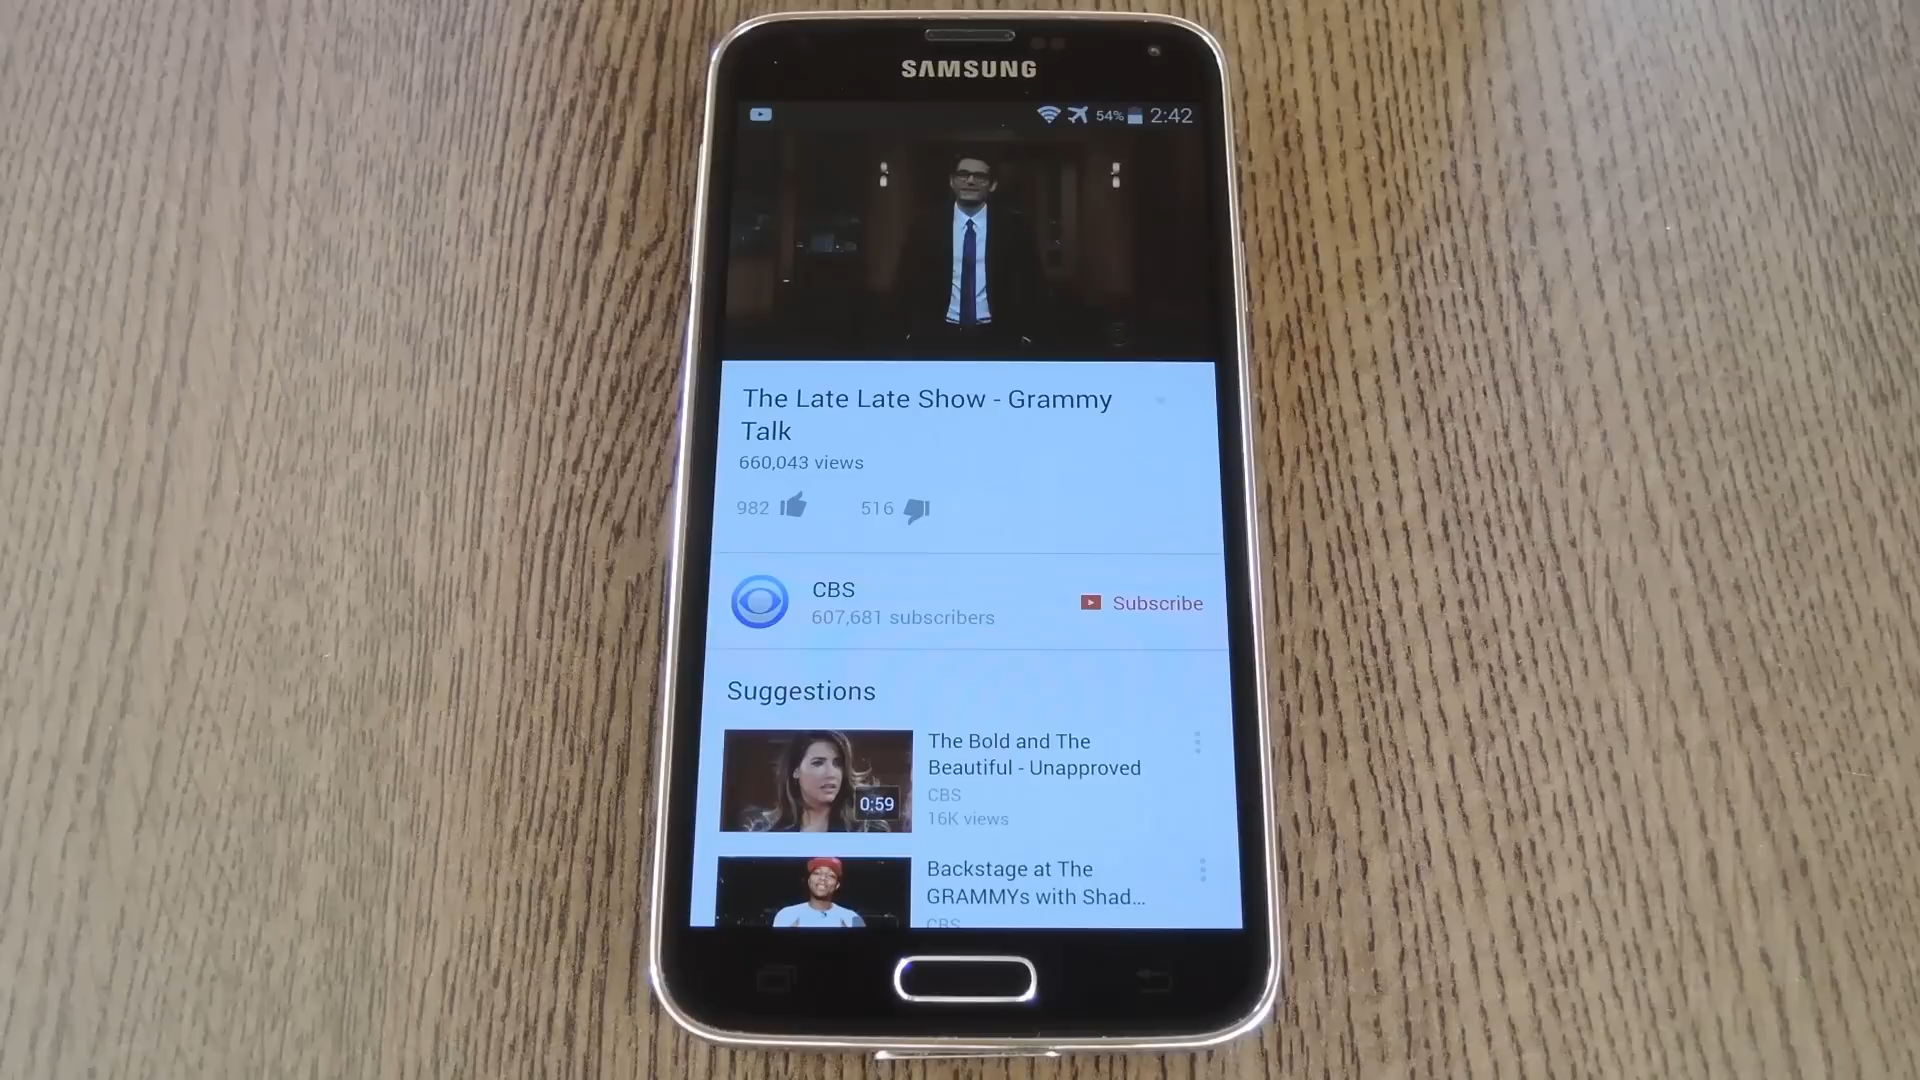 SAMSUNG
54% 2:42
The Late Late Show - Grammy
Talk
660,043 views
982 516
CBS
607,681 subscribers
Subscribe
Suggestions
The Bold and The
Beautiful - Unapproved
CBS
16K views
0:59
Backstage at The
GRAMMYs with Shad...
CBS